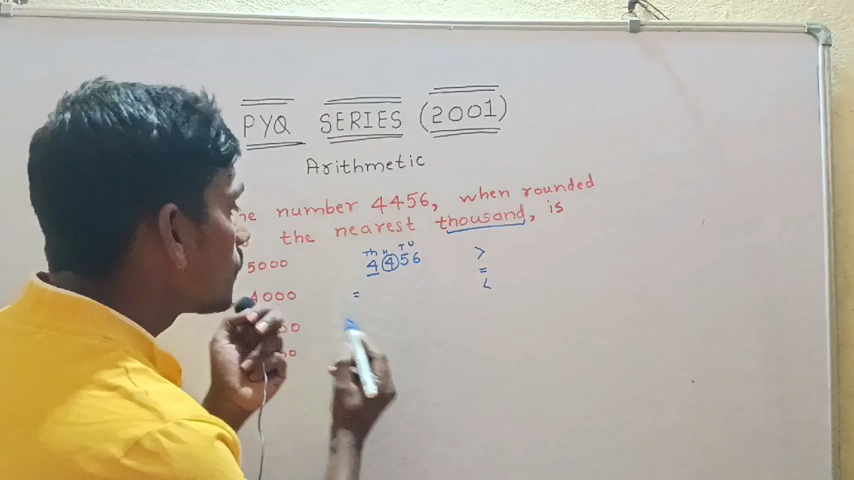 PYQ SERIES (2001)
Arithmetic
number 4456, when rounded
the nearest thousand, is
5000
Th H T U
4456
>
=
<
4000
=